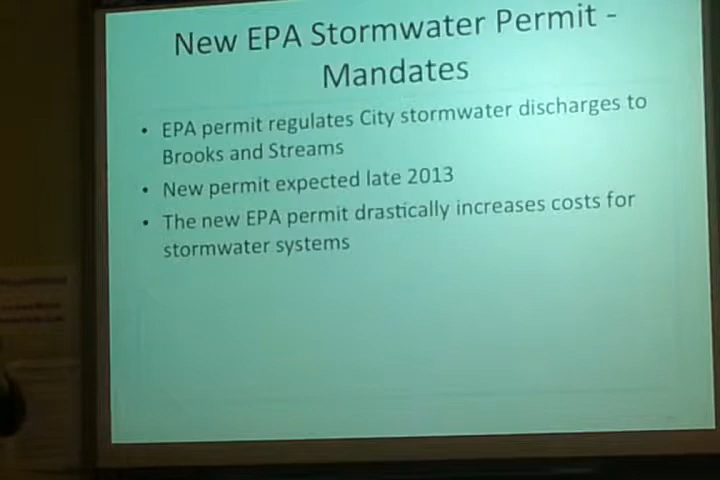 New EPA Stormwater Permit -
Mandates
• EPA permit regulates City stormwater discharges to
Brooks and Streams
• New permit expected late 2013
• The new EPA permit drastically increases costs for
stormwater systems